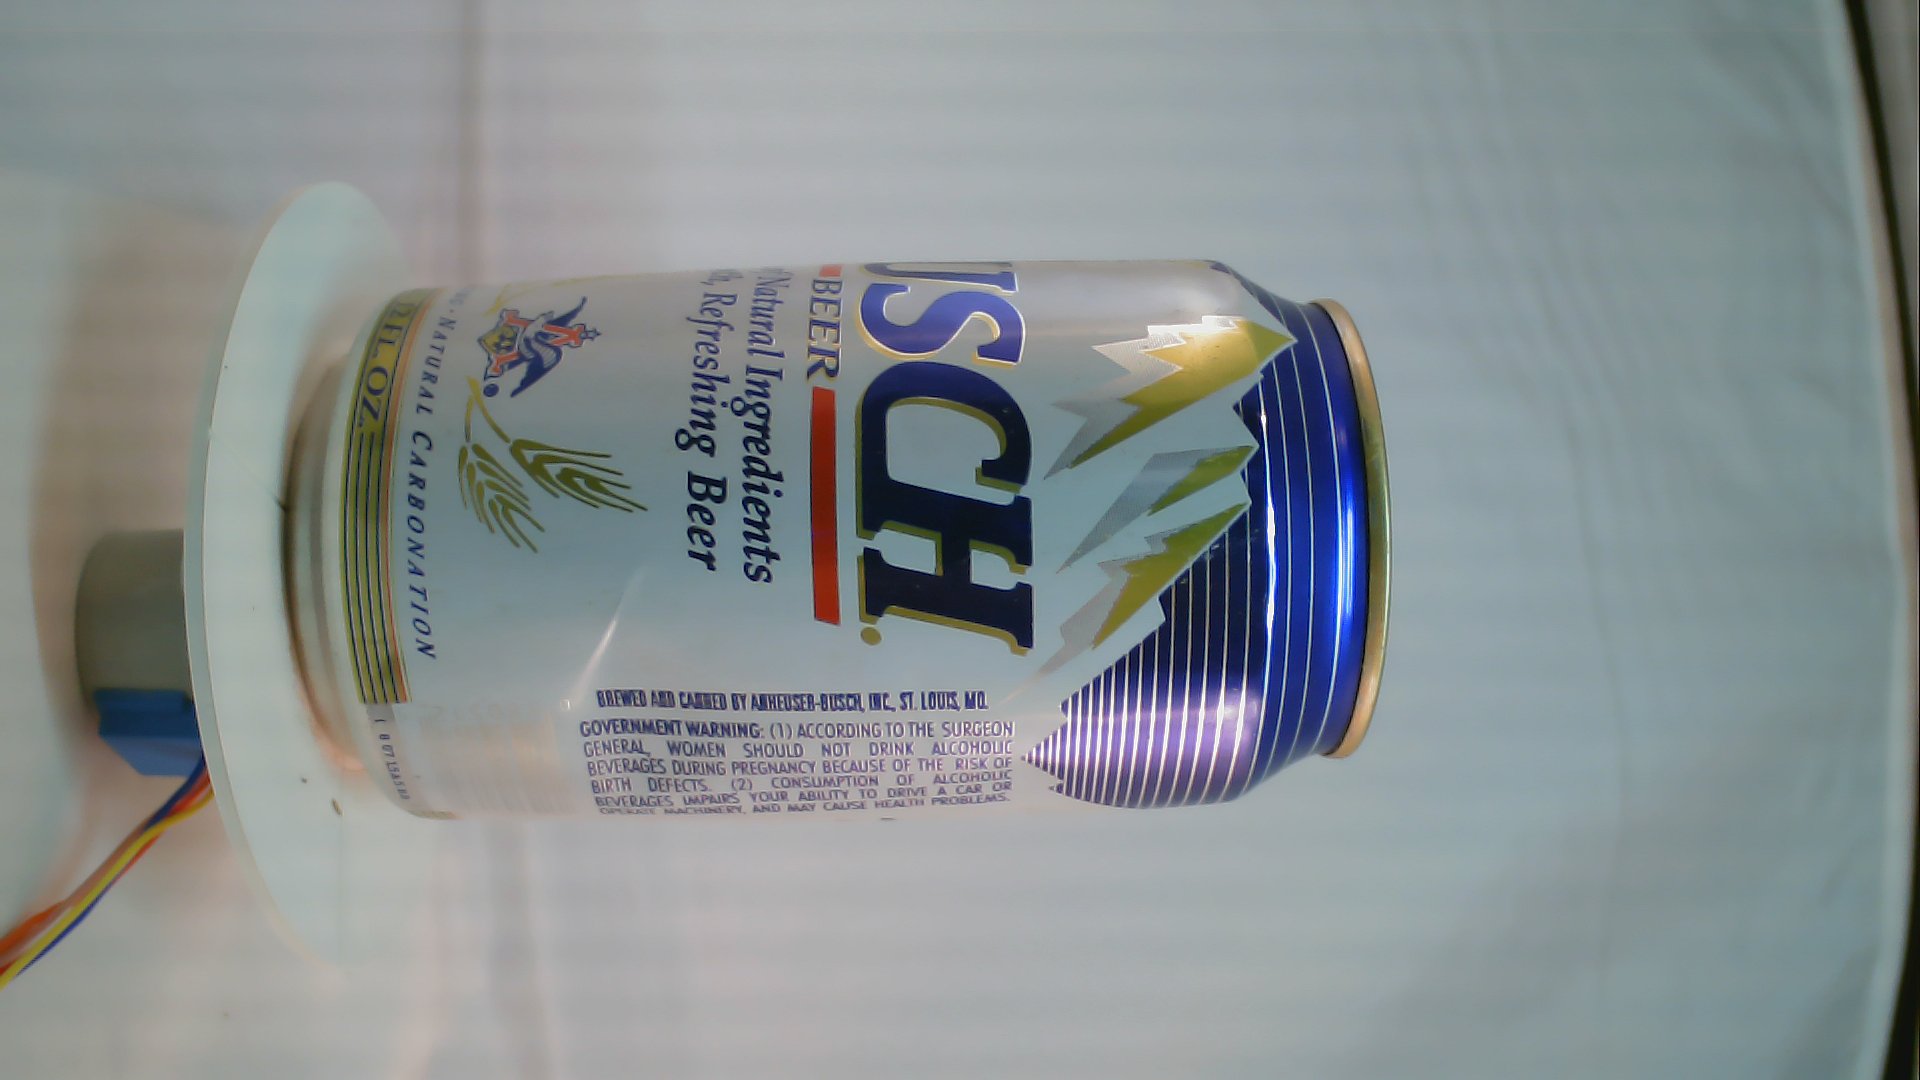 USCH.
BEER
of Natural Ingredients
th, Refreshing Beer
NATURAL CARBONATION
12 FL. OZ.
BREWED AND CANNED BY ANHEUSER-BUSCH, INC., ST. LOUIS, MO.
GOVERNMENT WARNING: (1) ACCORDING TO THE SURGEON
GENERAL, WOMEN SHOULD NOT DRINK ALCOHOLIC
BEVERAGES DURING PREGNANCY BECAUSE OF THE RISK OF
BIRTH DEFECTS. (2) CONSUMPTION OF ALCOHOLIC
BEVERAGES IMPAIRS YOUR ABILITY TO DRIVE A CAR OR
OPERATE MACHINERY, AND MAY CAUSE HEALTH PROBLEMS.